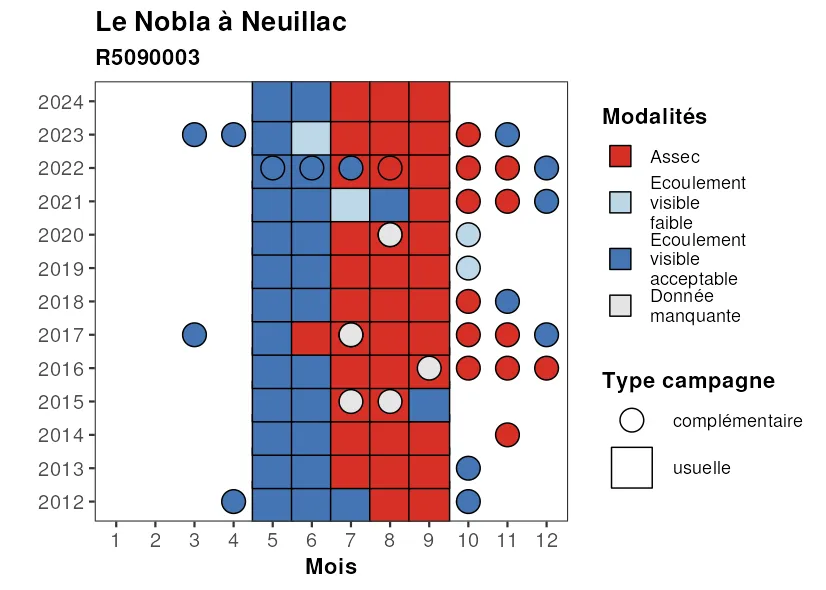 Le Nobla à Neuillac
R5090003
2024
2023
2022
2021
2020
2019
2018
2017
2016
2015
2014
2013
2012
1 2 3 4 5 6 7 8 9 10 11 12
Mois
Modalités
Assec
Ecoulement
visible
faible
Ecoulement
visible
acceptable
Donnée
manquante
Type campagne
complémentaire
usuelle